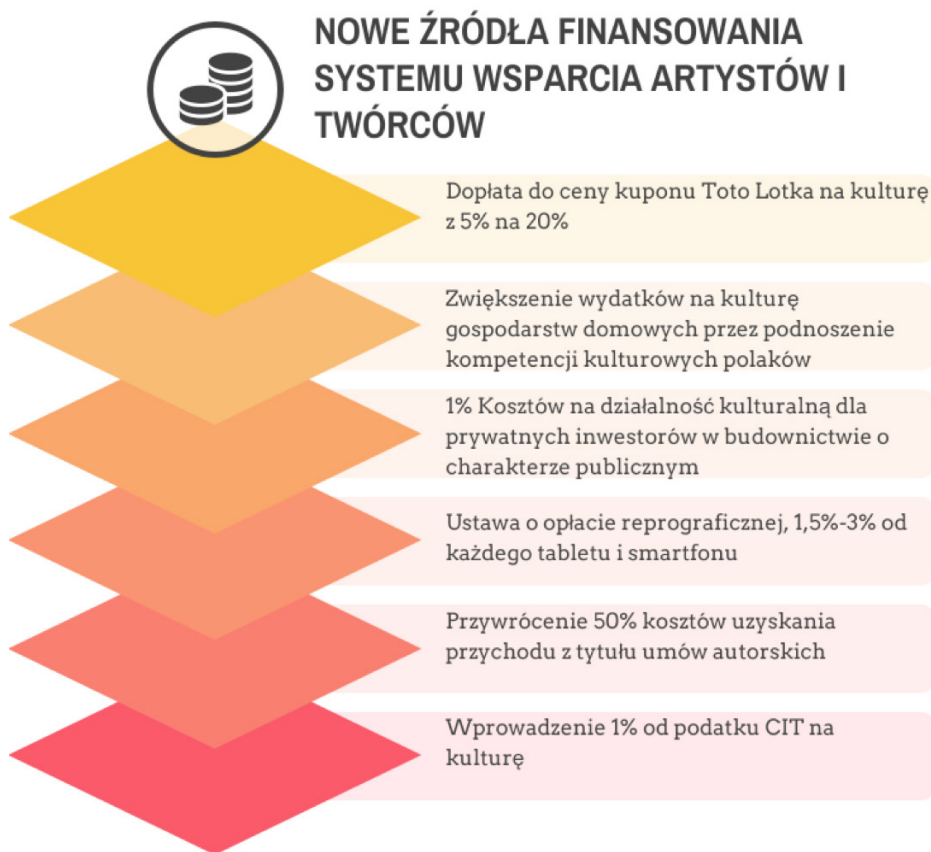 NOWE ŹRÓDŁA FINANSOWANIA
SYSTEMU WSPARCIA ARTYSTÓW I
TWÓRCÓW
Dopłata do ceny kuponu Toto Lotka na kulturę
z 5% na 20%
Zwiększenie wydatków na kulturę
gospodarstw domowych przez podnoszenie
kompetencji kulturowych polaków
1% Kosztów na działalność kulturalną dla
prywatnych inwestorów w budownictwie o
charakterze publicznym
Ustawa o opłacie reprograficznej, 1,5%-3% od
każdego tabletu i smartfonu
Przywrócenie 50% kosztów uzyskania
przychodu z tytułu umów autorskich
Wprowadzenie 1% od podatku CIT na
kulturę